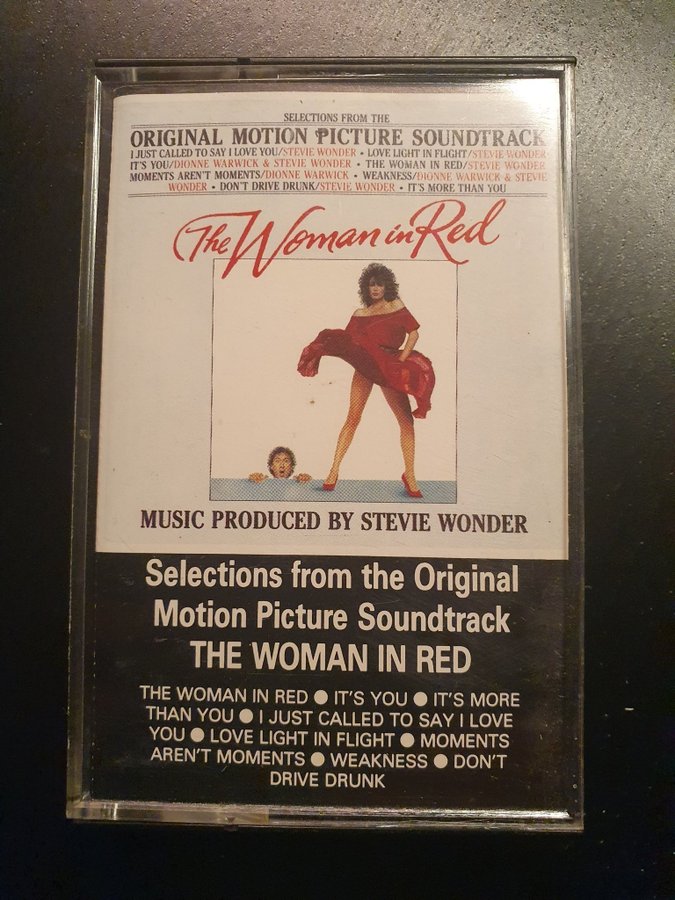 SELECTIONS FROM THE
ORIGINAL MOTION PICTURE SOUNDTRACK
I JUST CALLED TO SAY I LOVE YOU/STEVIE WONDER • LOVE LIGHT IN FLIGHT/STEVIE WONDER
IT'S YOU/DIONNE WARWICK & STEVIE WONDER • THE WOMAN IN RED/STEVIE WONDER
MOMENTS AREN'T MOMENTS/DIONNE WARWICK • WEAKNESS/DIONNE WARWICK & STEVIE
WONDER • DON'T DRIVE DRUNK/STEVIE WONDER • IT'S MORE THAN YOU
The Woman in Red
MUSIC PRODUCED BY STEVIE WONDER
Selections from the Original
Motion Picture Soundtrack
THE WOMAN IN RED
THE WOMAN IN RED ● IT'S YOU ● IT'S MORE
THAN YOU ● I JUST CALLED TO SAY I LOVE
YOU ● LOVE LIGHT IN FLIGHT ● MOMENTS
AREN'T MOMENTS ● WEAKNESS ● DON'T
DRIVE DRUNK